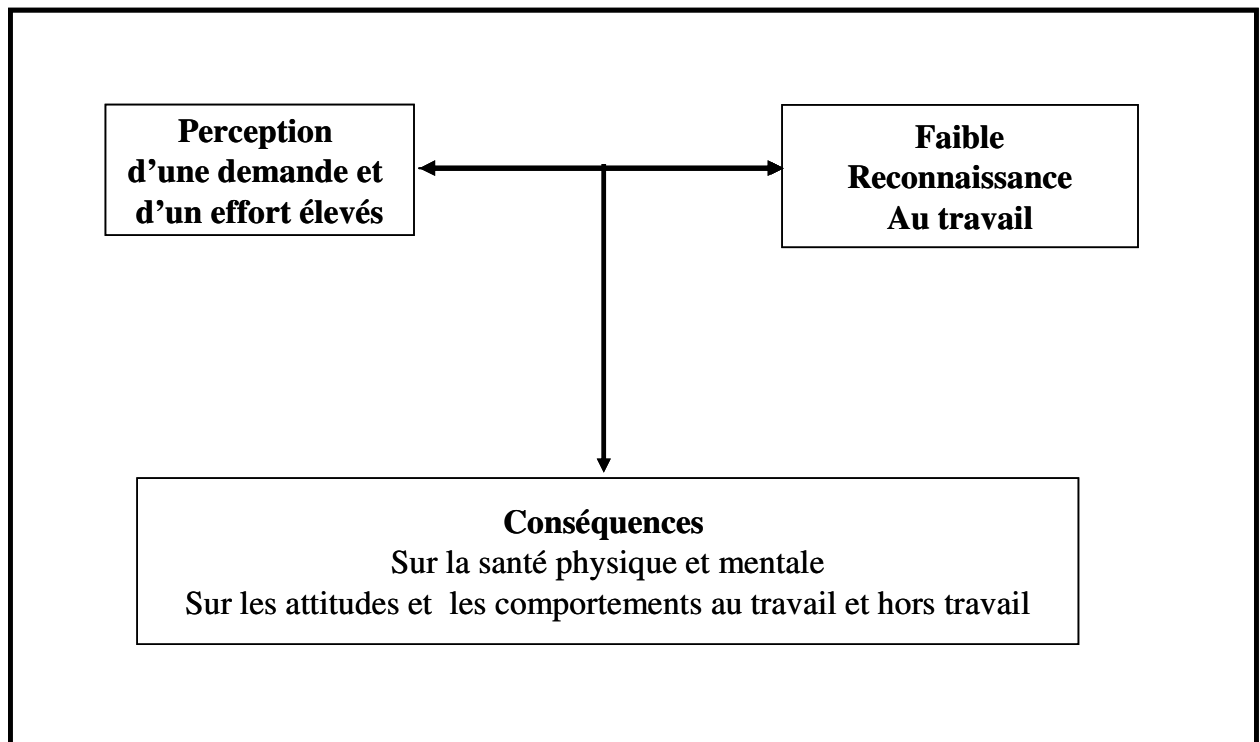 Perception
d’une demande et
d’un effort élevés
Faible
Reconnaissance
Au travail
Conséquences
Sur la santé physique et mentale
Sur les attitudes et  les comportements au travail et hors travail